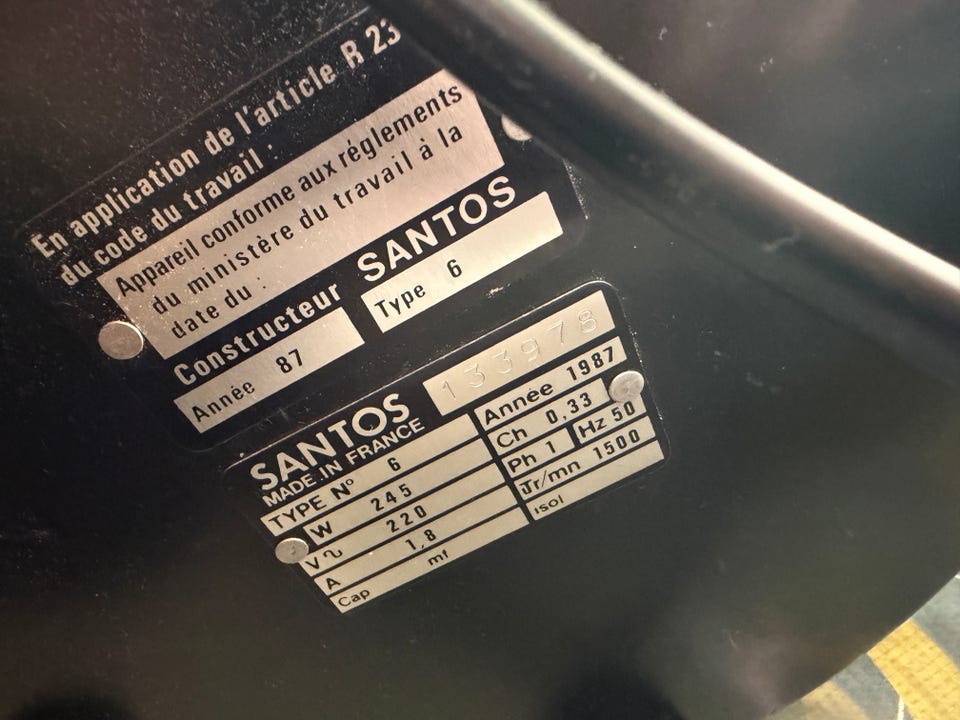 En application de l'article R 23
du code du travail :
Appareil conforme aux réglements
du ministère du travail à la
date du :
Constructeur SANTOS
Année 87 Type 6
SANTOS 133978
MADE IN FRANCE Année 1987
TYPE N° 6 Ch 0,33
W 245 Ph 1 Hz 50
V∿ 220 Tr/mn 1500
A 1,8 isol
Cap mf